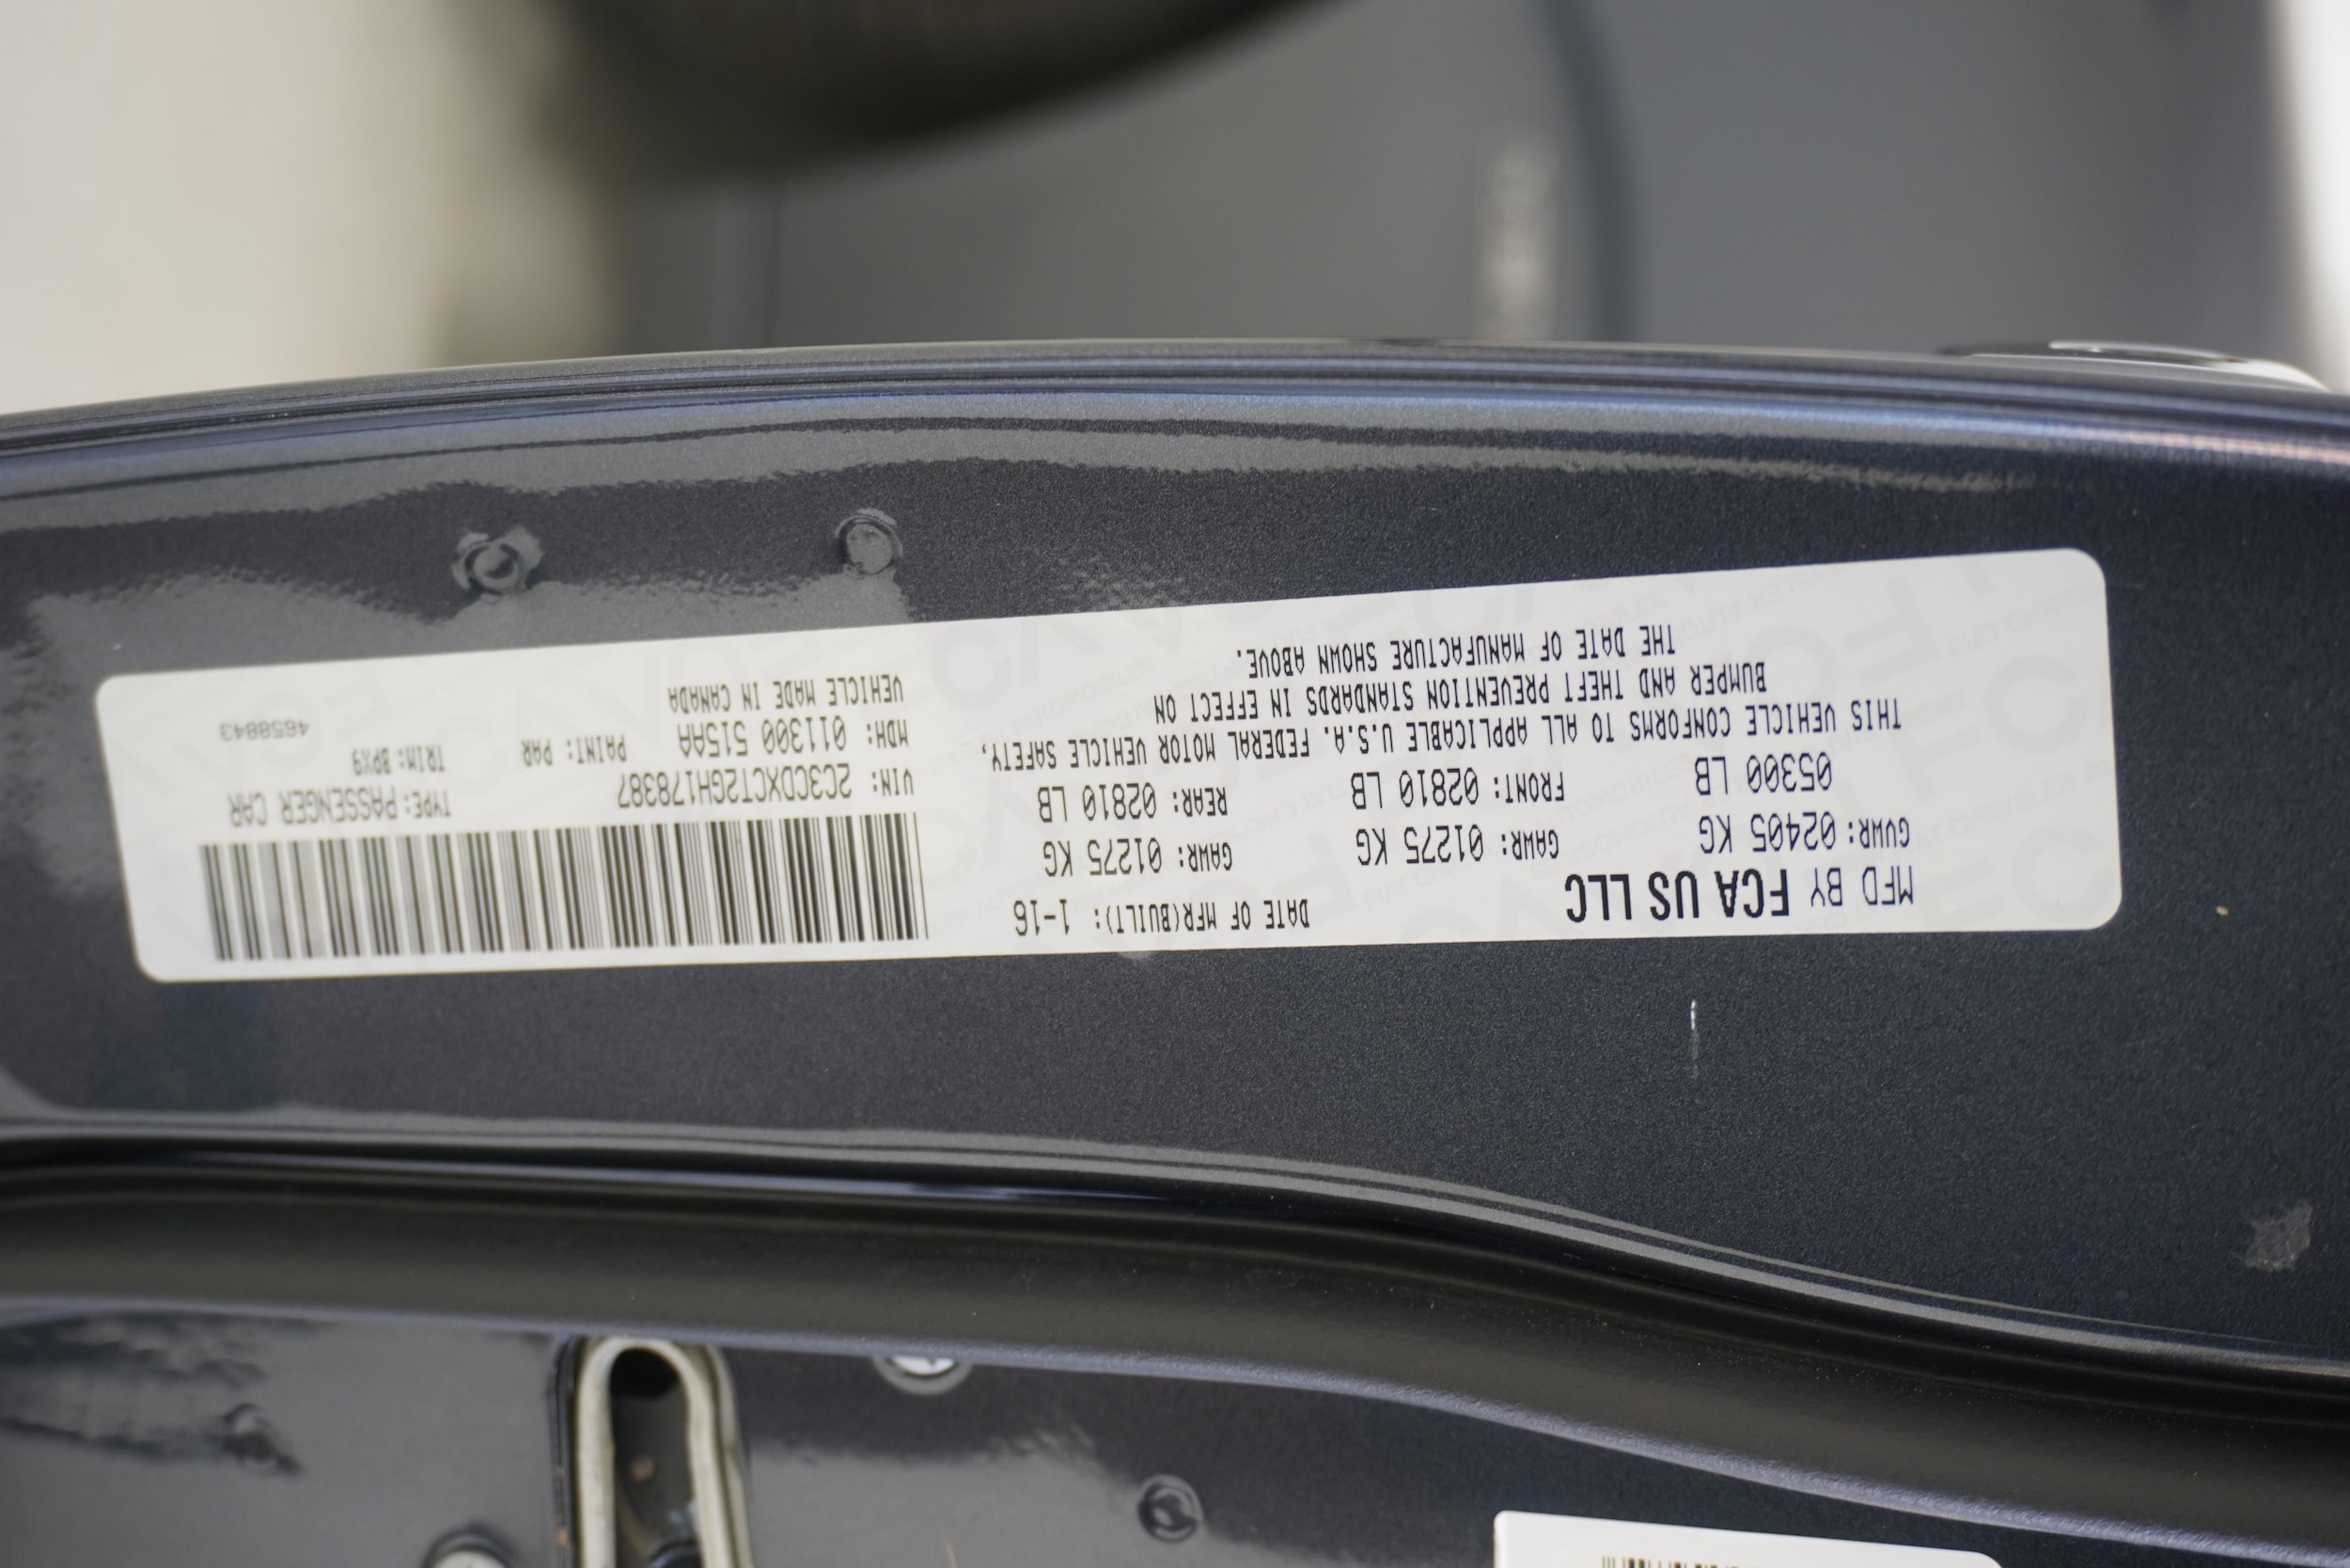 MFD BY FCA US LLC
DATE OF MFR(BUILT): 1-16
GVWR: 02405 KG
GAWR: 01275 KG
GAWR: 01275 KG
05300 LB
FRONT: 02810 LB
REAR: 02810 LB
THIS VEHICLE CONFORMS TO ALL APPLICABLE U.S.A. FEDERAL MOTOR VEHICLE SAFETY,
BUMPER AND THEFT PREVENTION STANDARDS IN EFFECT ON
THE DATE OF MANUFACTURE SHOWN ABOVE.
VIN: 2C3CDXCT2GH178387
TYPE: PASSENGER CAR
MDH: 011300 515AA
PAINT: PAR
TRIM: BPX9
VEHICLE MADE IN CANADA
4658843